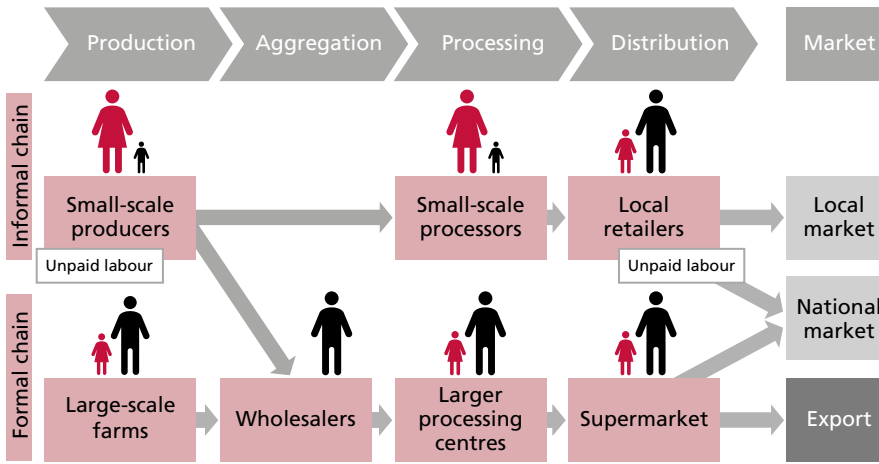 Production
Aggregation
Processing
Distribution
Market
Informal chain
Small-scale
producers
Small-scale
processors
Local
retailers
Local
market
Unpaid labour
Unpaid labour
National
market
Formal chain
Large-scale
farms
Wholesalers
Larger
processing
centres
Supermarket
Export